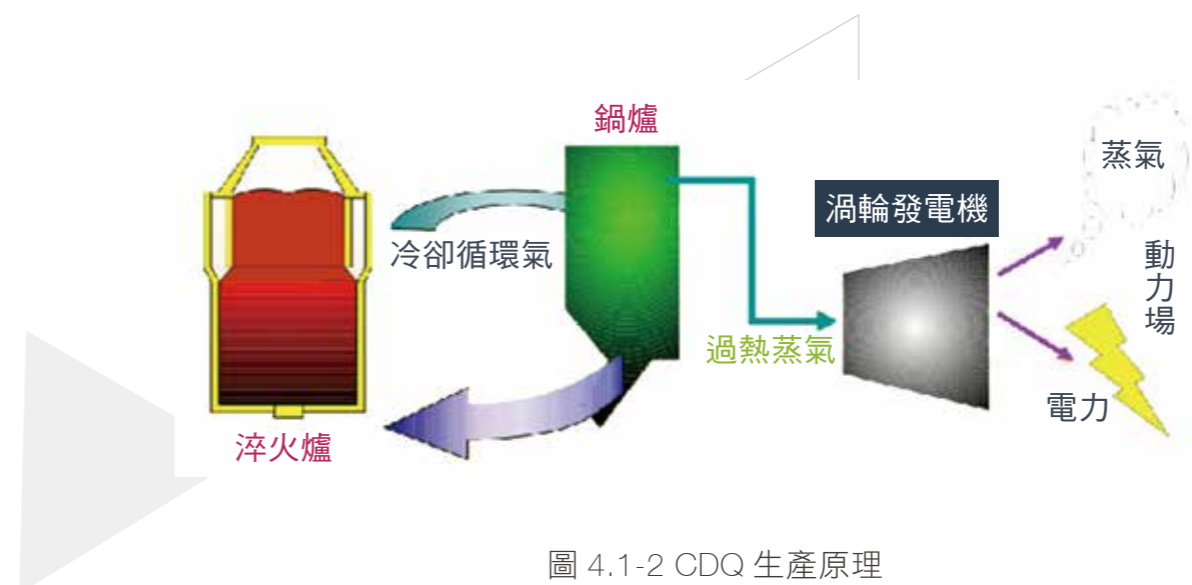 鍋爐
蒸氣
渦輪發電機
冷卻循環氣
動力場
過熱蒸氣
電力
淬火爐
圖 4.1-2 CDQ 生產原理